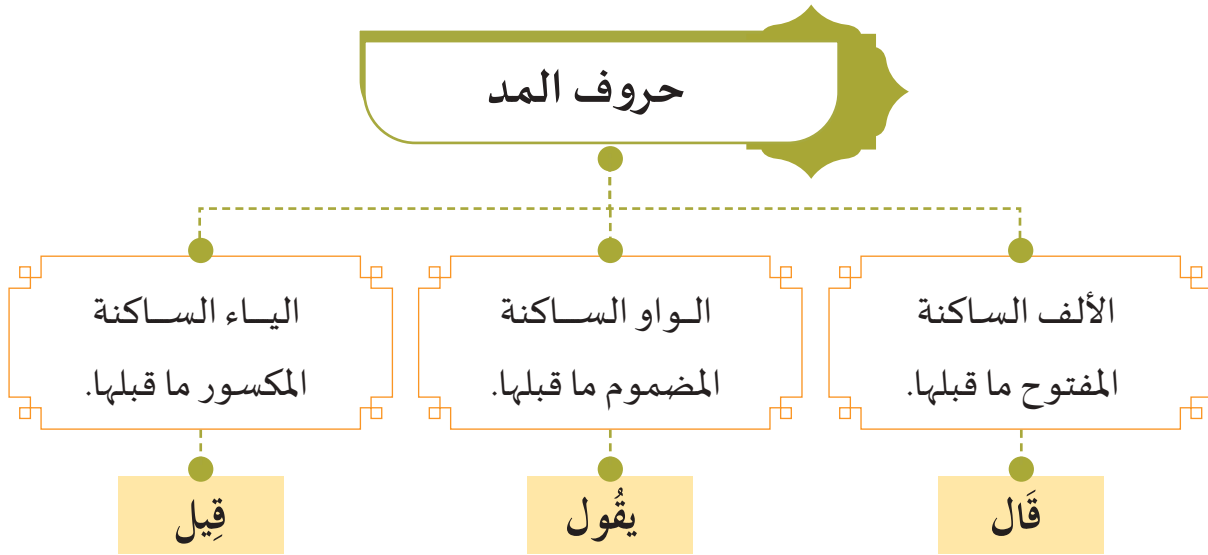 حروف المد
الألف الساكنة
المفتوح ما قبلها.
الواو الساكنة
المضموم ما قبلها.
الياء الساكنة
المكسور ما قبلها.
قَال
يقُول
قِيل